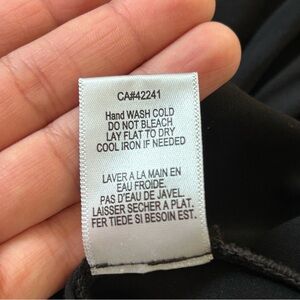 CA#42241
Hand WASH COLD
DO NOT BLEACH
LAY FLAT TO DRY
COOL IRON IF NEEDED
LAVER A LA MAIN EN
EAU FROIDE.
PAS D'EAU DE JAVEL.
LAISSER SECHER A PLAT.
FER TIEDE SI BESOIN EST.